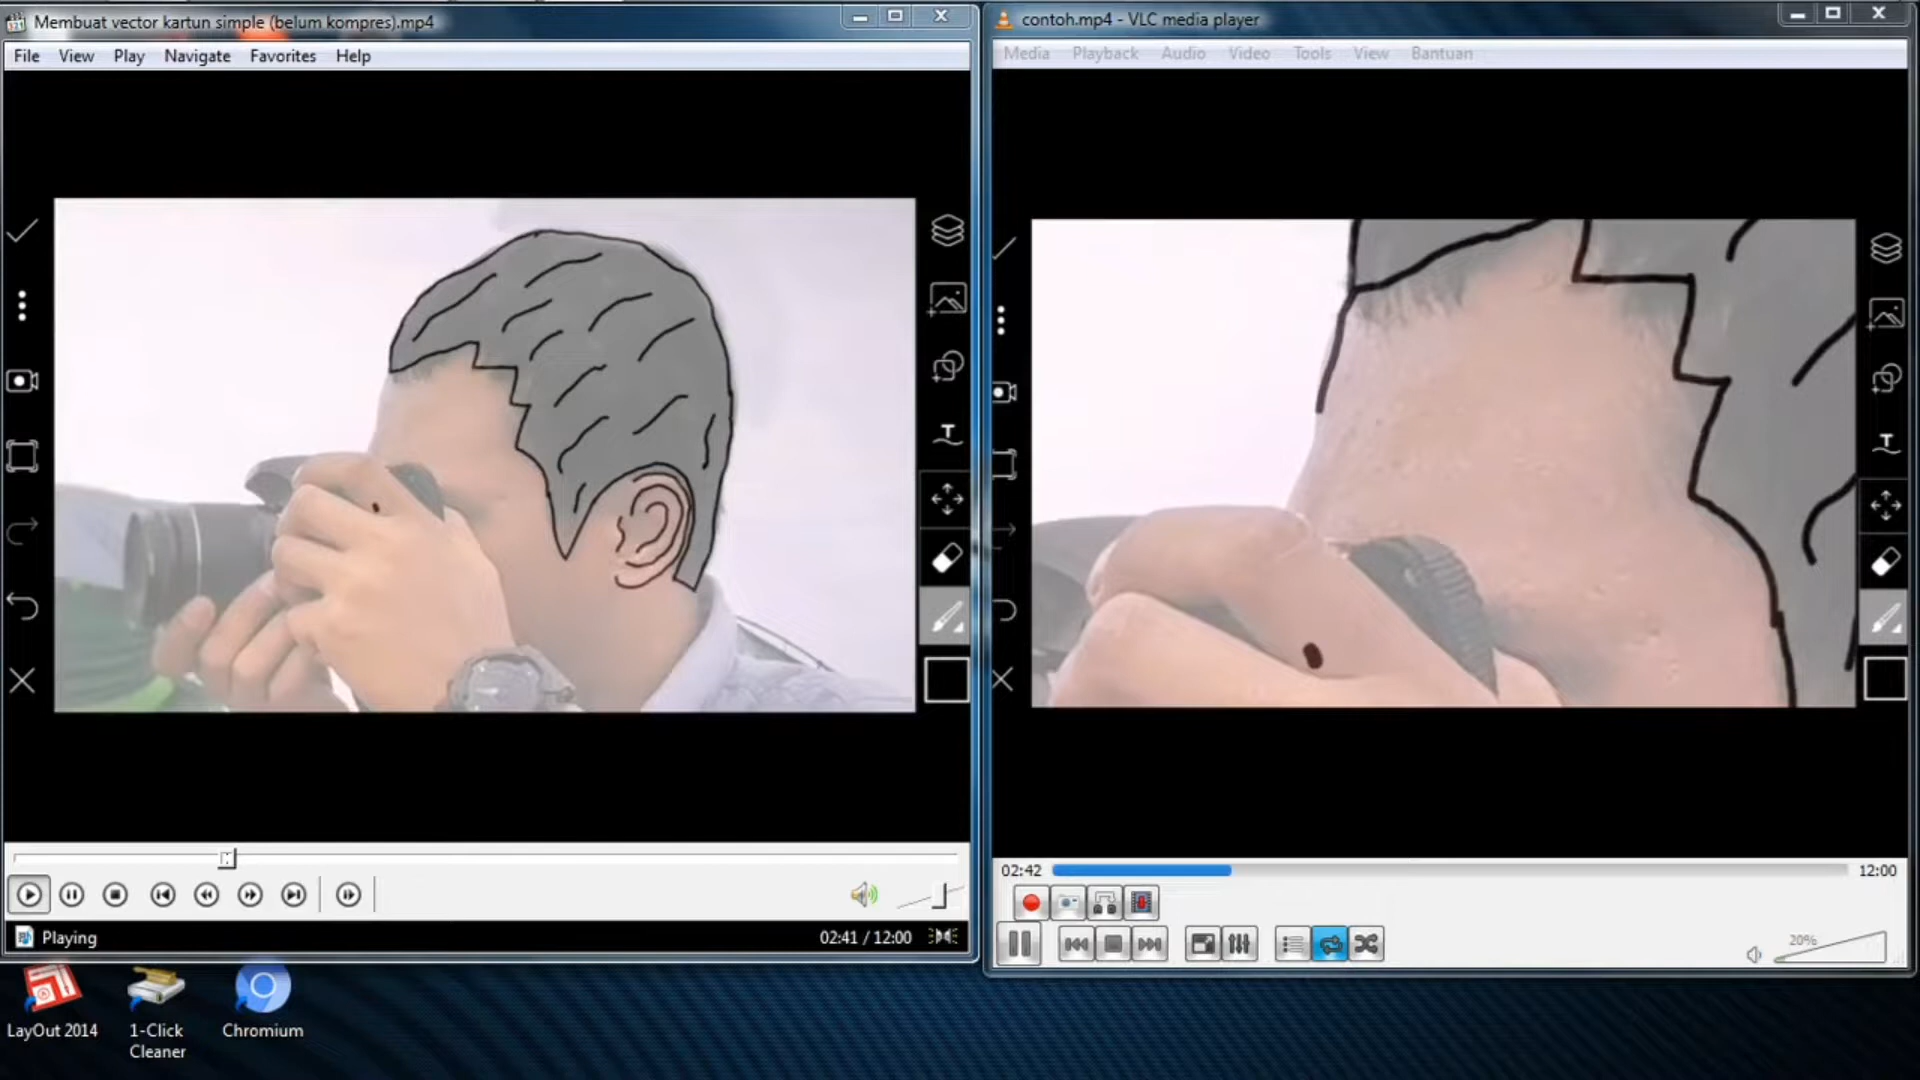 Membuat vector kartun simple (belum kompres).mp4
File View Play Navigate Favorites Help
Playing
02:41 / 12:00
contoh.mp4 - VLC media player
Media Playback Audio Video Tools View Bantuan
02:42
12:00
20%
LayOut 2014
1-Click
Cleaner
Chromium